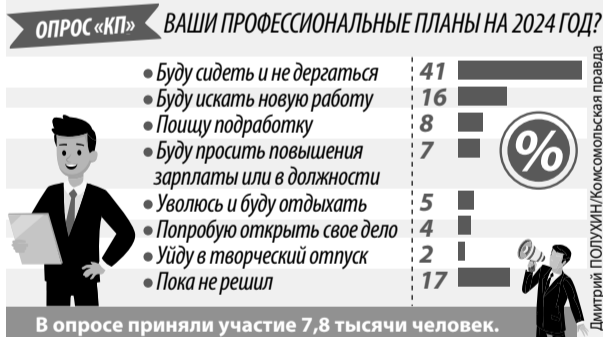 ОПРОС «КП»
ВАШИ ПРОФЕССИОНАЛЬНЫЕ ПЛАНЫ НА 2024 ГОД?
• Буду сидеть и не дергаться 41
• Буду искать новую работу 16
• Поищу подработку 8
• Буду просить повышения 7
зарплаты или в должности
• Уволюсь и буду отдыхать 5
• Попробую открыть свое дело 4
• Уйду в творческий отпуск 2
• Пока не решил 17
%
В опросе приняли участие 7,8 тысячи человек.
Дмитрий ПОЛУХИН/Комсомольская правда